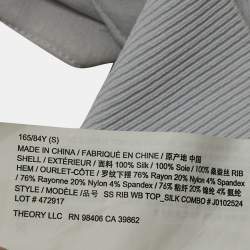 165/84Y (S)
MADE IN CHINA / FABRIQUÉ EN CHINE / 原产地 中国
SHELL / EXTÉRIEUR / 面料 100% Silk / 100% Soie / 100% 桑蚕丝 RIB
HEM / OURLET-CÔTE/ 罗纹下摆 76% Rayon 20% Nylon 4% Spandex
/ 76% Rayonne 20% Nylon 4% Spandex/ 76% 粘纤 20% 锦纶 4% 氨纶
STYLE / MODÈLE / 品号 SS RIB WB TOP_SILK COMBO # J0102524
LOT # 472917
THEORY LLC RN 98406 CA 39862